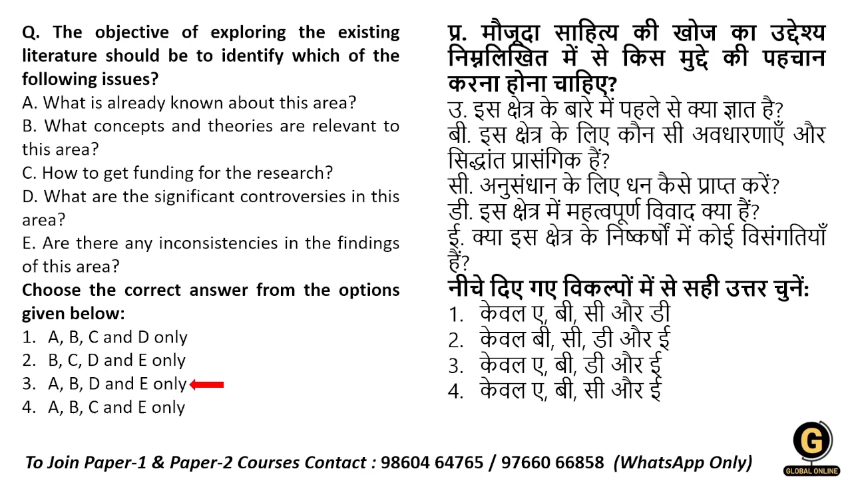 Q. The objective of exploring the existing
literature should be to identify which of the
following issues?
A. What is already known about this area?
B. What concepts and theories are relevant to
this area?
C. How to get funding for the research?
D. What are the significant controversies in this
area?
E. Are there any inconsistencies in the findings
of this area?
Choose the correct answer from the options
given below:
1. A, B, C and D only
2. B, C, D and E only
3. A, B, D and E only
4. A, B, C and E only
प्र. मौजूदा साहित्य की खोज का उद्देश्य
निम्नलिखित में से किस मुद्दे की पहचान
करना होना चाहिए?
उ. इस क्षेत्र के बारे में पहले से क्या ज्ञात है?
बी. इस क्षेत्र के लिए कौन सी अवधारणाएँ और
सिद्धांत प्रासंगिक हैं?
सी. अनुसंधान के लिए धन कैसे प्राप्त करें?
डी. इस क्षेत्र में महत्वपूर्ण विवाद क्या हैं?
ई. क्या इस क्षेत्र के निष्कर्षों में कोई विसंगतियाँ
हैं?
नीचे दिए गए विकल्पों में से सही उत्तर चुनें:
1. केवल ए, बी, सी और डी
2. केवल बी, सी, डी और ई
3. केवल ए, बी, डी और ई
4. केवल ए, बी, सी और ई
To Join Paper-1 & Paper-2 Courses Contact : 98604 64765 / 97660 66858 (WhatsApp Only)
G
GLOBAL ONLINE